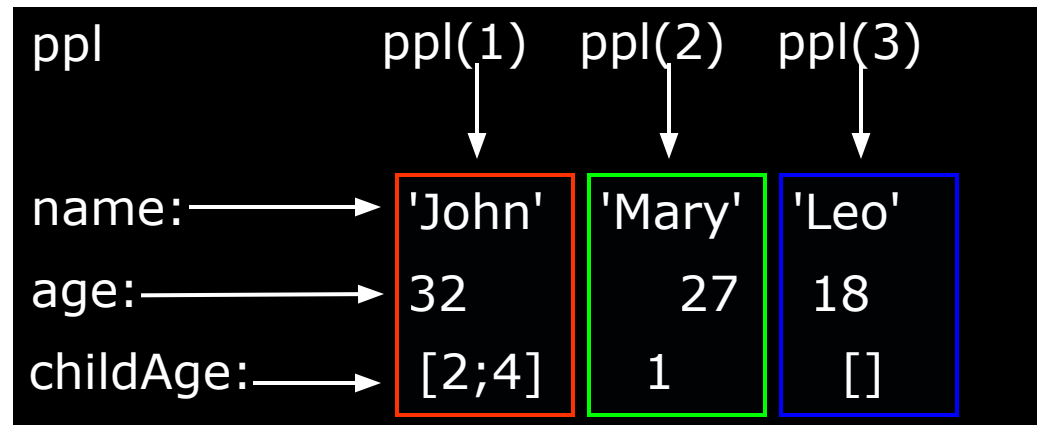 ppl ppl(1) ppl(2) ppl(3)
name: 'John' 'Mary' 'Leo'
age: 32 27 18
childAge: [2;4] 1 []